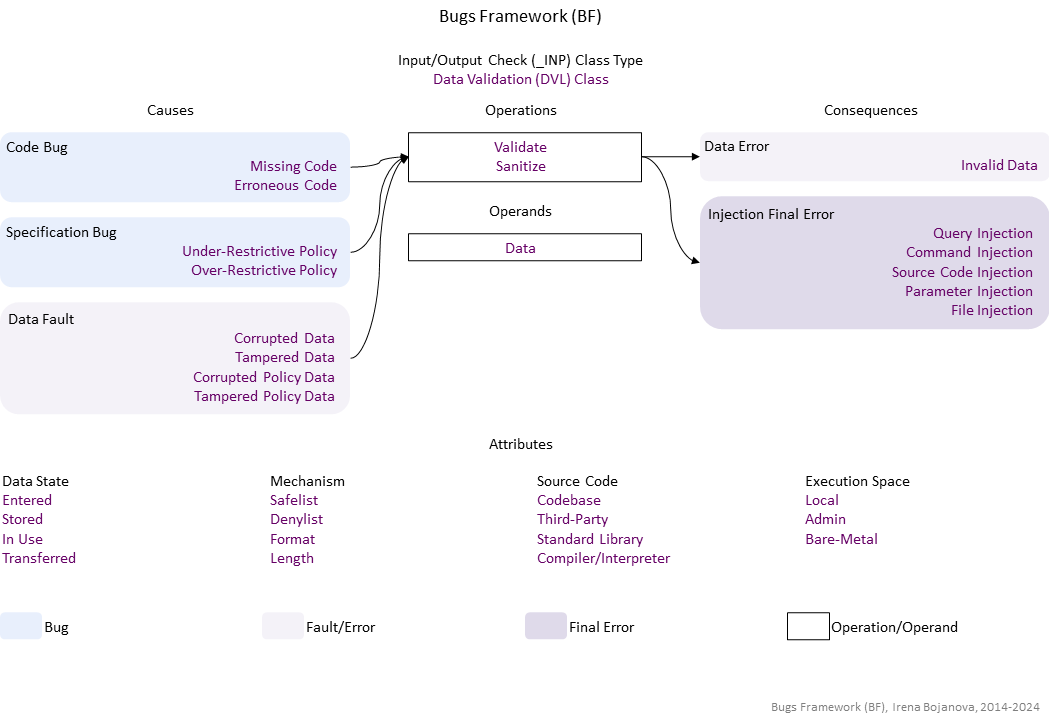 Bugs Framework (BF)
Input/Output Check (_INP) Class Type
Data Validation (DVL) Class
Causes
Operations
Consequences
Code Bug
Missing Code
Erroneous Code
Specification Bug
Under-Restrictive Policy
Over-Restrictive Policy
Data Fault
Corrupted Data
Tampered Data
Corrupted Policy Data
Tampered Policy Data
Validate
Sanitize
Operands
Data
Data Error
Invalid Data
Injection Final Error
Query Injection
Command Injection
Source Code Injection
Parameter Injection
File Injection
Attributes
Data State
Entered
Stored
In Use
Transferred
Mechanism
Safelist
Denylist
Format
Length
Source Code
Codebase
Third-Party
Standard Library
Compiler/Interpreter
Execution Space
Local
Admin
Bare-Metal
Bug
Fault/Error
Final Error
Operation/Operand
Bugs Framework (BF), Irena Bojanova, 2014-2024